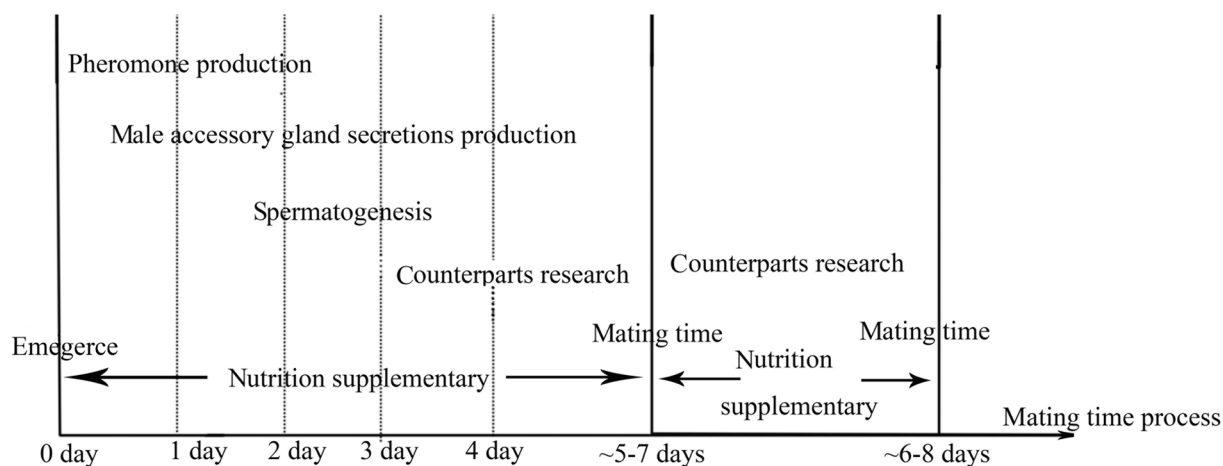 Pheromone production
Male accessory gland secretions production
Spermatogenesis
Counterparts research
Counterparts research
Mating time
Mating time
Emegerce
Nutrition supplementary
Nutrition
supplementary
Mating time process
0 day
1 day
2 day
3 day
4 day
~5-7 days
~6-8 days